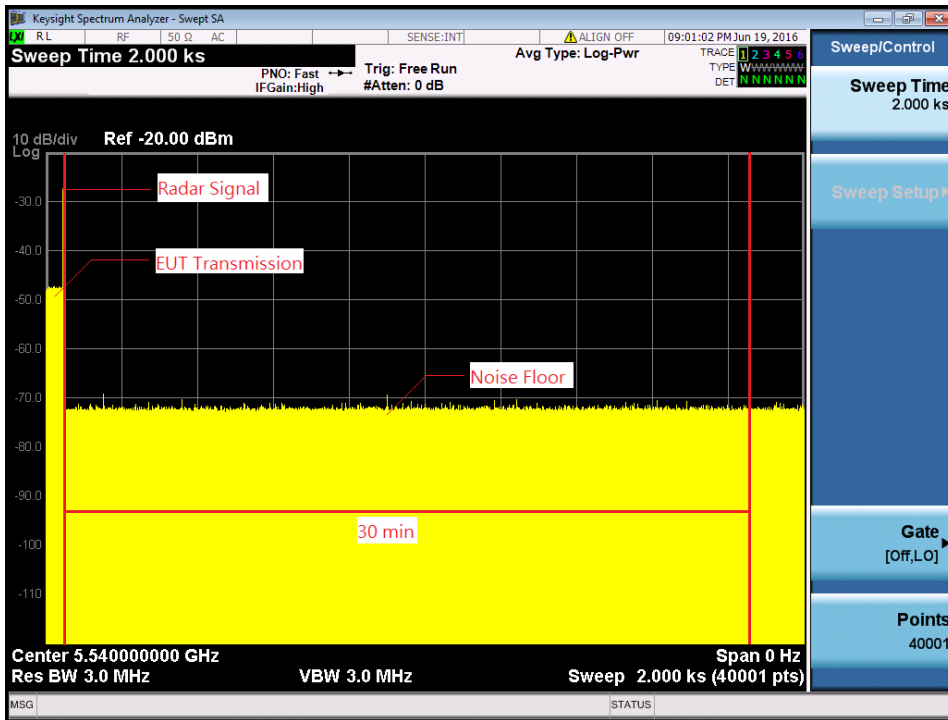 Keysight Spectrum Analyzer - Swept SA
LXI RL RF 50 Ω AC SENSE:INT ALIGN OFF 09:01:02 PM Jun 19, 2016
Sweep Time 2.000 ks
PNO: Fast
IFGain:High
Trig: Free Run
#Atten: 0 dB
Avg Type: Log-Pwr
TRACE 1 2 3 4 5 6
TYPE WWWWWW
DET N N N N N N
10 dB/div
Log
Ref -20.00 dBm
-30.0
-40.0
-50.0
-60.0
-70.0
-80.0
-90.0
-100
-110
Radar Signal
EUT Transmission
Noise Floor
30 min
Center 5.540000000 GHz
Span 0 Hz
Res BW 3.0 MHz
VBW 3.0 MHz
Sweep 2.000 ks (40001 pts)
MSG
STATUS
Sweep/Control
Sweep Time
2.000 ks
Sweep Setup
Gate
[Off,LO]
Points
40001